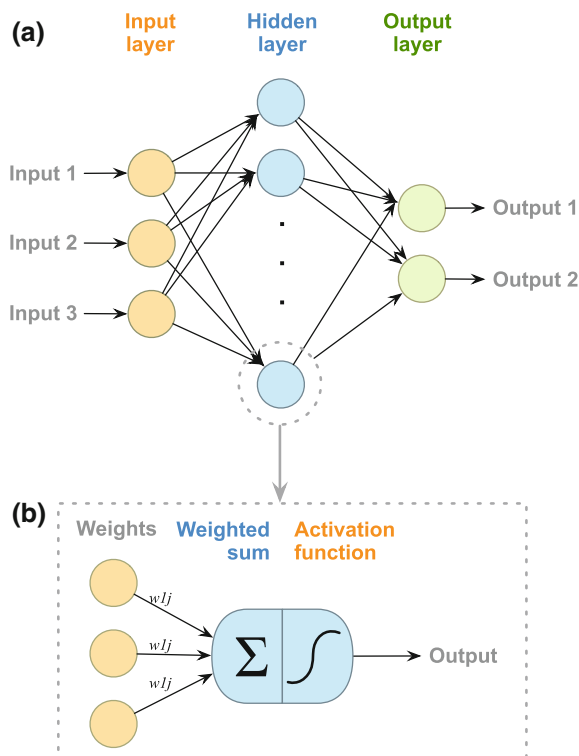 (a)
Input layer
Hidden layer
Output layer
Input 1
Input 2
Input 3
Output 1
Output 2
(b)
Weights
Weighted sum
Activation function
w1j
w1j
w1j
Σ
Output